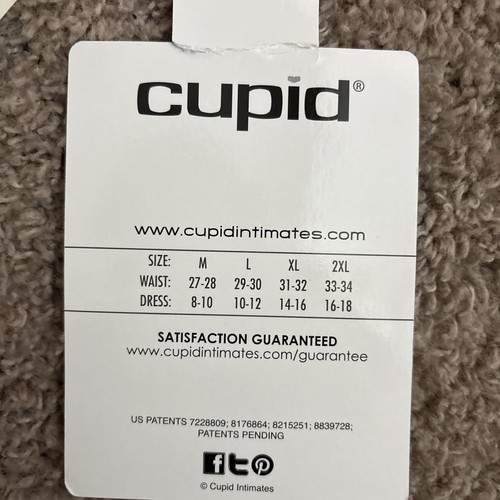 cupid®
www.cupidintimates.com
SIZE: M L XL 2XL
WAIST: 27-28 29-30 31-32 33-34
DRESS: 8-10 10-12 14-16 16-18
SATISFACTION GUARANTEED
www.cupidintimates.com/guarantee
US PATENTS 7228809; 8176864; 8215251; 8839728;
PATENTS PENDING
© Cupid Intimates